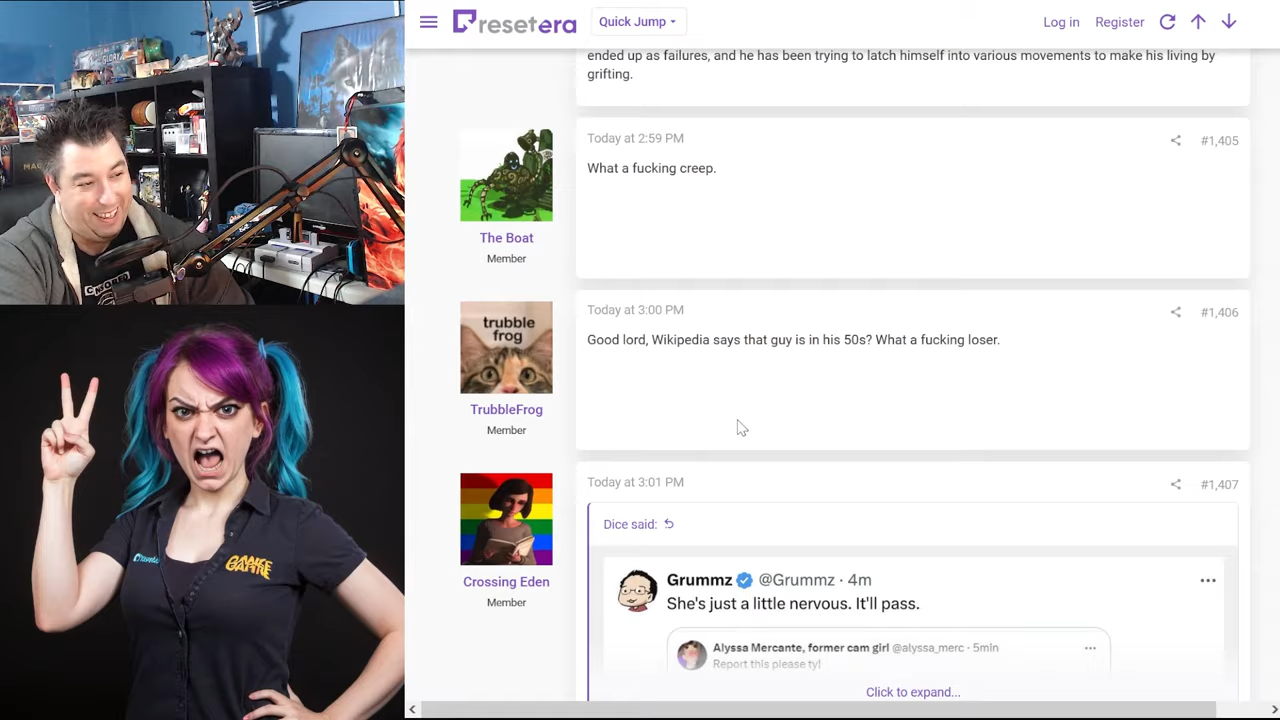 resetera
Quick Jump
Log in
Register
ended up as failures, and he has been trying to latch himself into various movements to make his living by
grifting.
Today at 2:59 PM
#1,405
What a fucking creep.
The Boat
Member
Today at 3:00 PM
#1,406
Good lord, Wikipedia says that guy is in his 50s? What a fucking loser.
trubble
frog
TrubbleFrog
Member
Today at 3:01 PM
#1,407
Dice said:
Grummz @Grummz · 4m
She's just a little nervous. It'll pass.
Alyssa Mercante, former cam girl @alyssa_merc · 5min
Report this please ty!
Click to expand...
Crossing Eden
Member